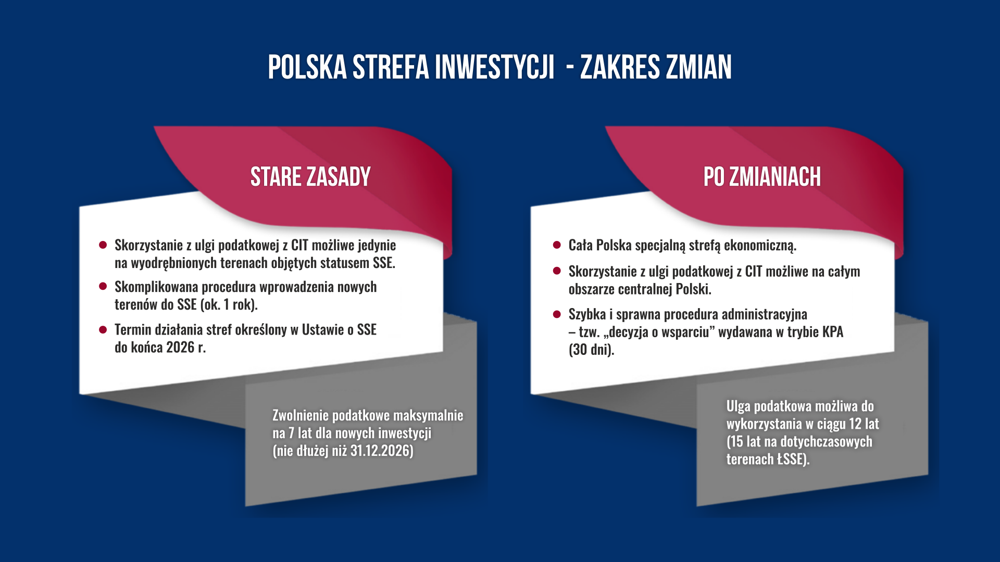 POLSKA STREFA INWESTYCJI - ZAKRES ZMIAN
STARE ZASADY
Skorzystanie z ulgi podatkowej z CIT możliwe jedynie
na wyodrębnionych terenach objętych statusem SSE.
Skomplikowana procedura wprowadzenia nowych
terenów do SSE (ok. 1 rok).
Termin działania stref określony w Ustawie o SSE
do końca 2026 r.
Zwolnienie podatkowe maksymalnie
na 7 lat dla nowych inwestycji
(nie dłużej niż 31.12.2026)
PO ZMIANIACH
Cała Polska specjalną strefą ekonomiczną.
Skorzystanie z ulgi podatkowej z CIT możliwe na całym
obszarze centralnej Polski.
Szybka i sprawna procedura administracyjna
– tzw. „decyzja o wsparciu” wydawana w trybie KPA
(30 dni).
Ulga podatkowa możliwa do
wykorzystania w ciągu 12 lat
(15 lat na dotychczasowych
terenach ŁSSE).